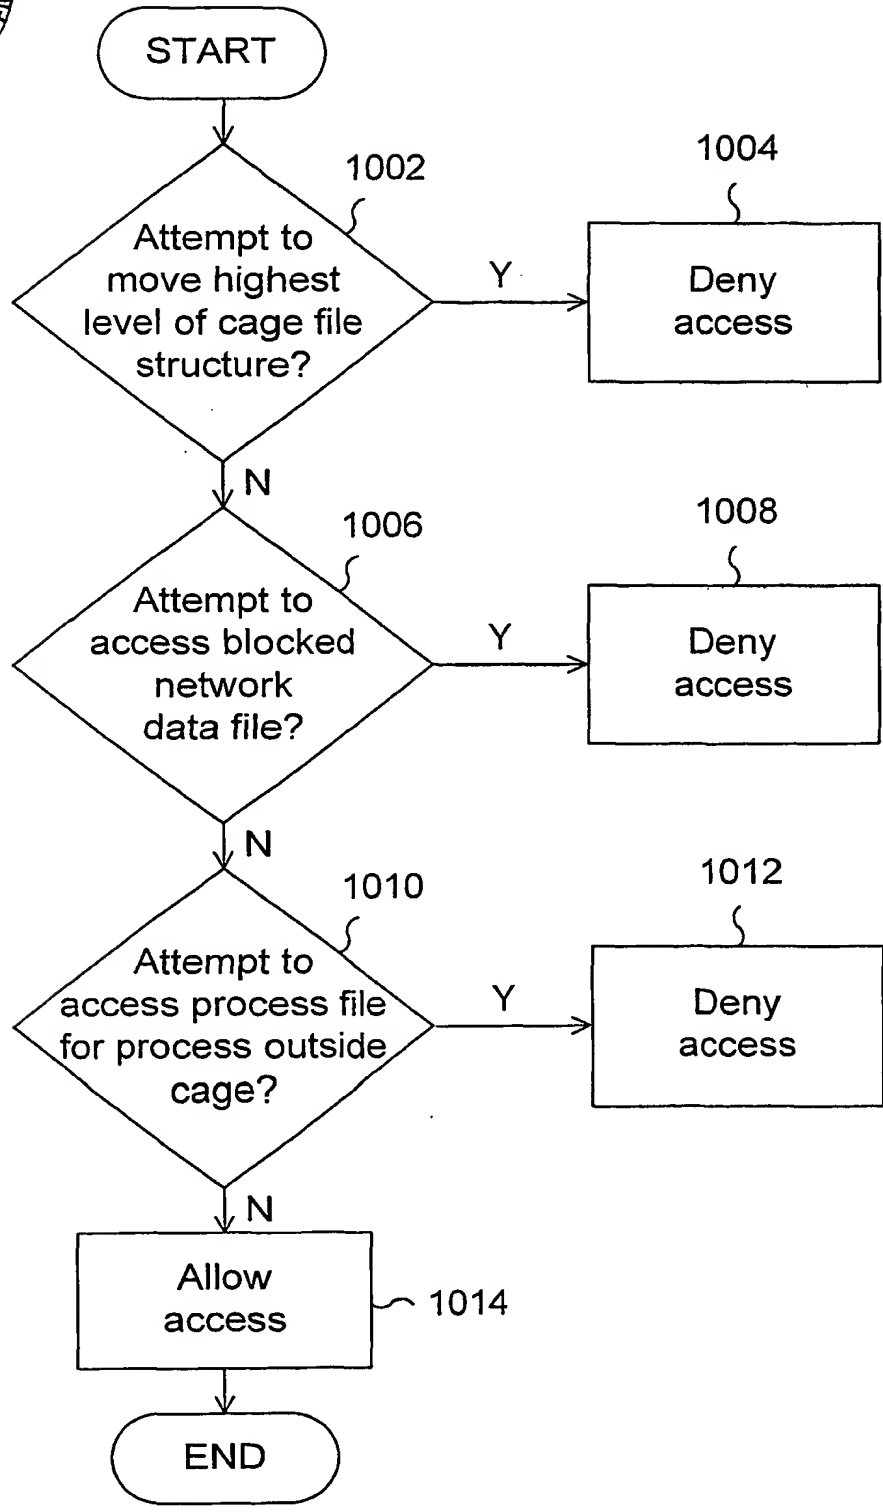 START
1002
Attempt to
move highest
level of cage file
structure?
Y
1004
Deny
access
N
1006
Attempt to
access blocked
network
data file?
Y
1008
Deny
access
N
1010
Attempt to
access process file
for process outside
cage?
Y
1012
Deny
access
N
Allow
access
1014
END